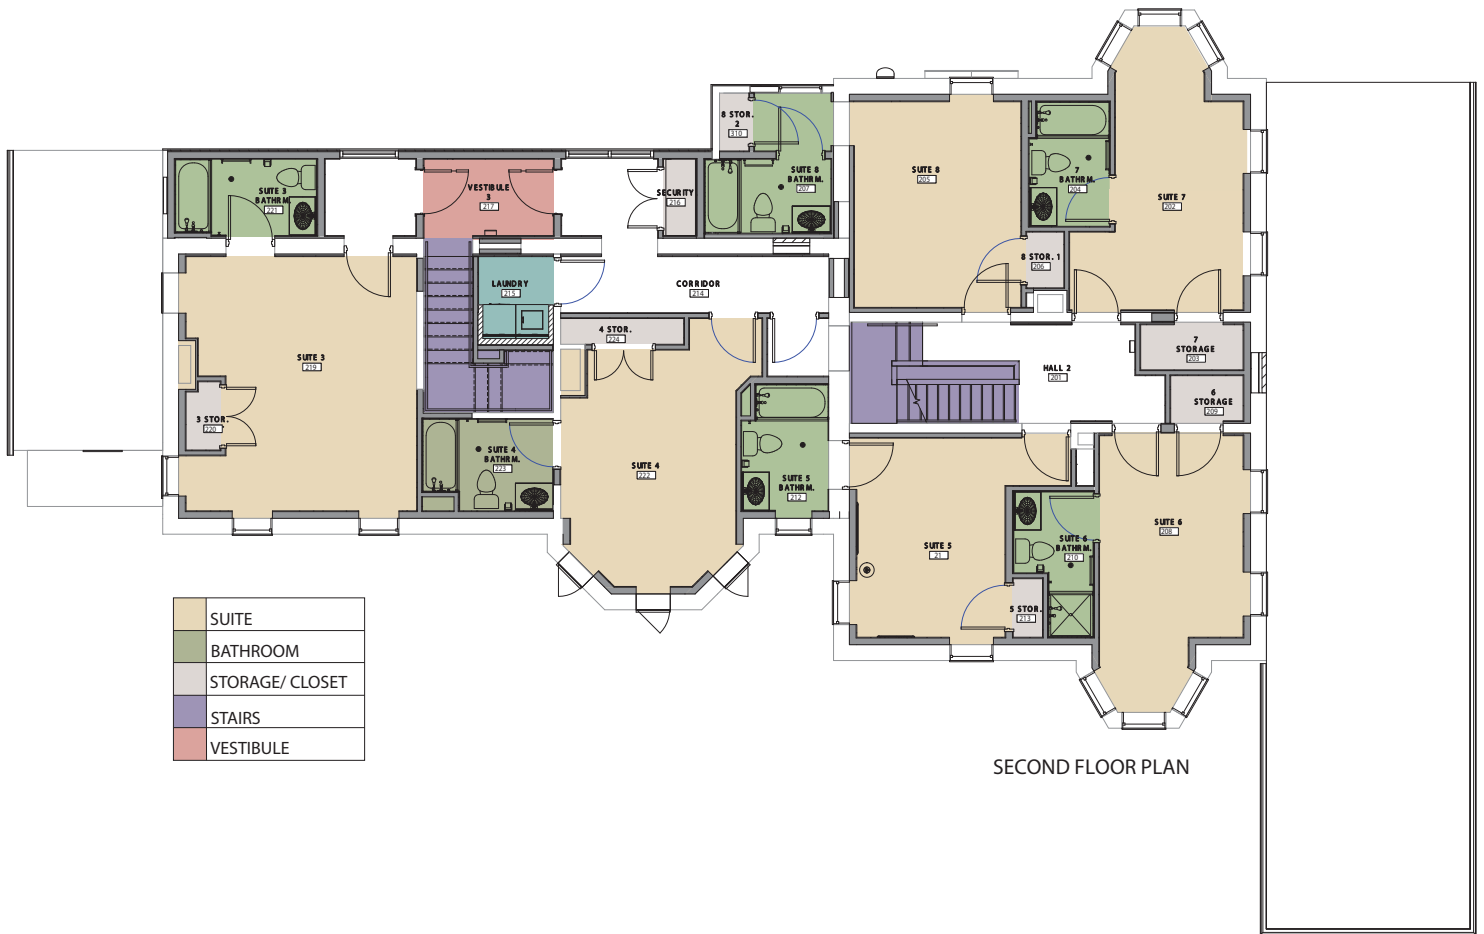 8 STOR.
2
310
SUITE 8
BATHRM.
207
SUITE 8
205
7
BATHRM.
204
SUITE 7
202
SUITE 3
BATHRM.
221
VESTIBULE
3
217
SECURITY
216
8 STOR. 1
206
LAUNDRY
215
CORRIDOR
214
4 STOR.
224
SUITE 3
219
7
STORAGE
203
HALL 2
201
6
STORAGE
209
3 STOR.
220
SUITE 4
BATHRM.
223
SUITE 4
222
SUITE 5
BATHRM.
212
SUITE 5
21
SUITE 6
BATHRM.
210
SUITE 6
208
5 STOR.
213
SUITE
BATHROOM
STORAGE/ CLOSET
STAIRS
VESTIBULE
SECOND FLOOR PLAN